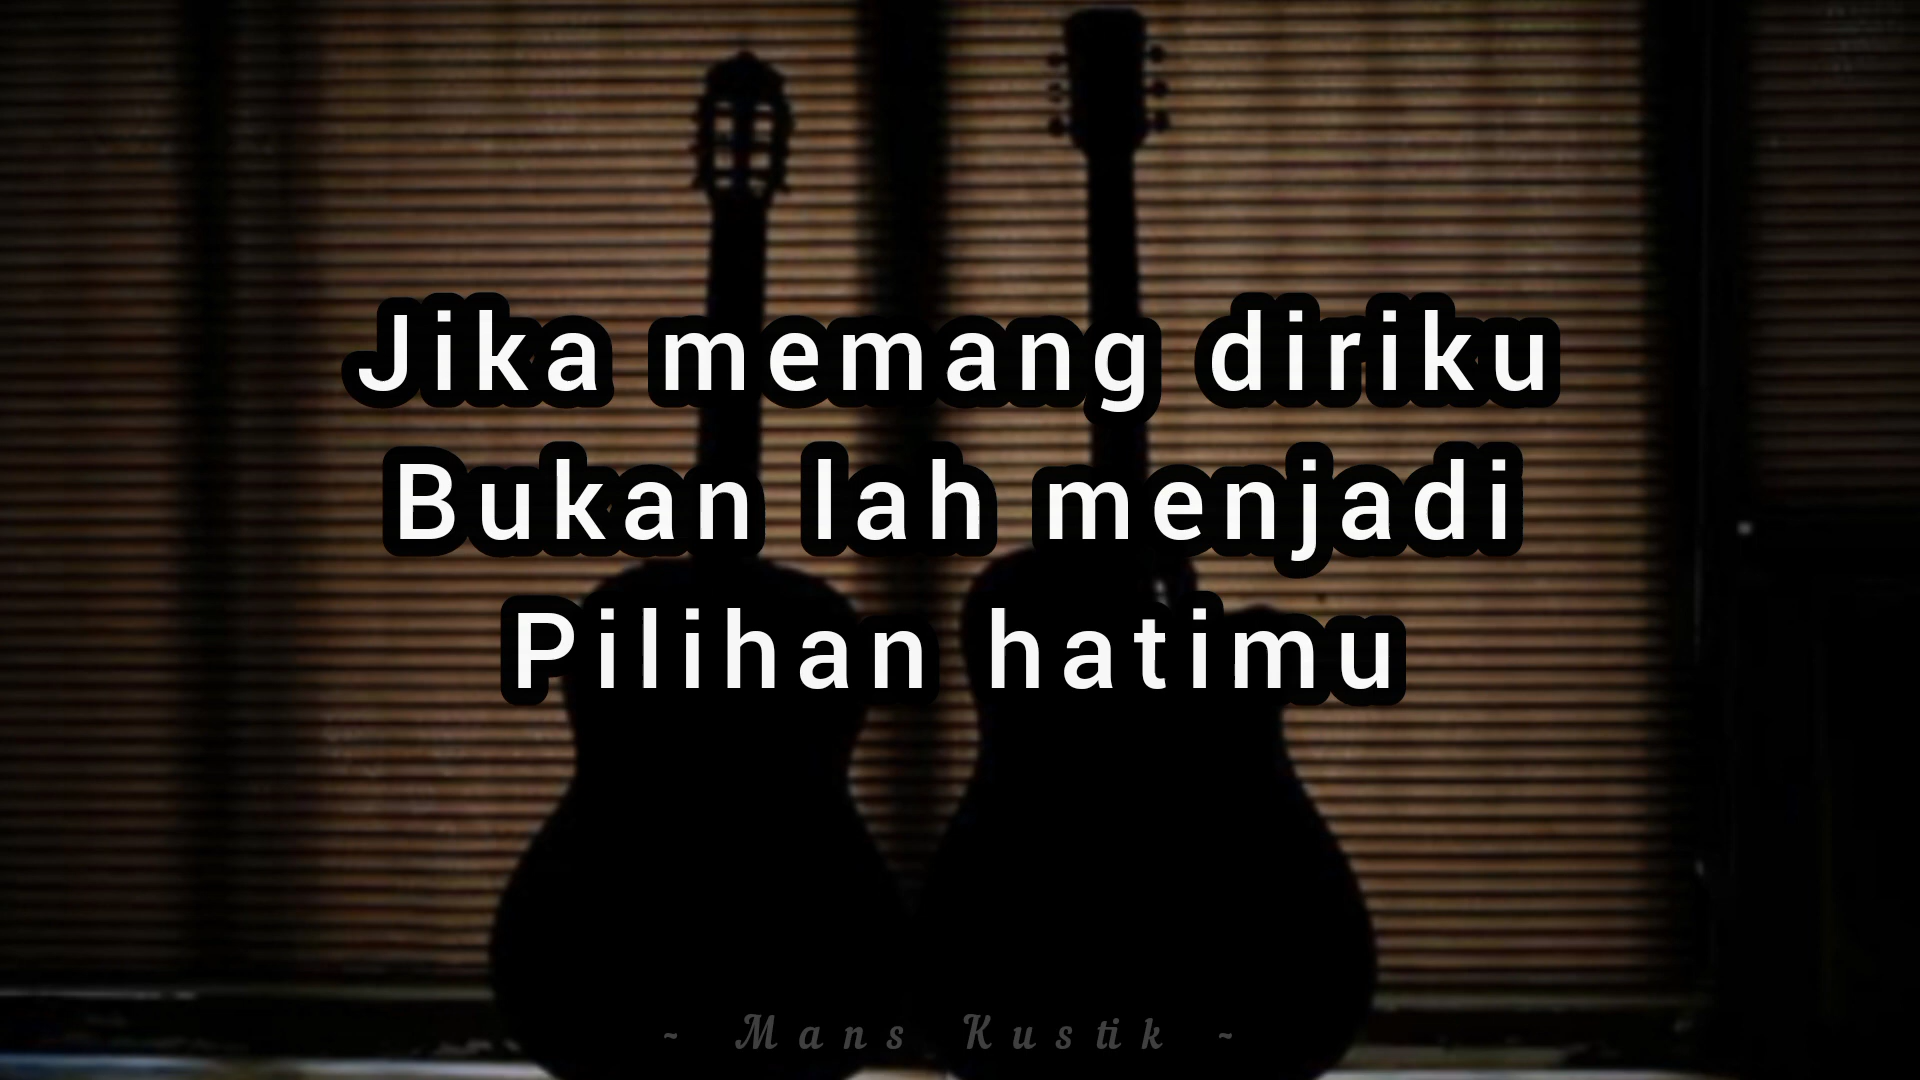 Jika memang diriku
Bukan lah menjadi
Pilihan hatimu
~ Mans Kustik ~